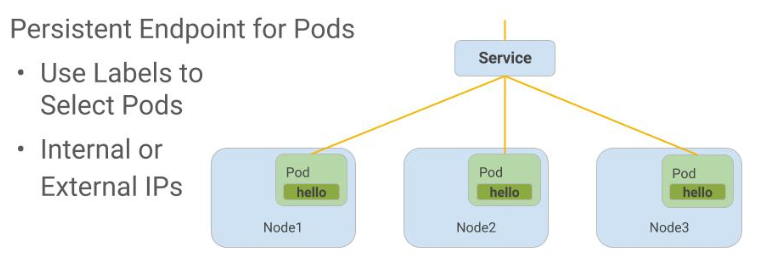 Persistent Endpoint for Pods
• Use Labels to
Select Pods
• Internal or
External IPs
Service
Pod
hello
Node1
Pod
hello
Node2
Pod
hello
Node3